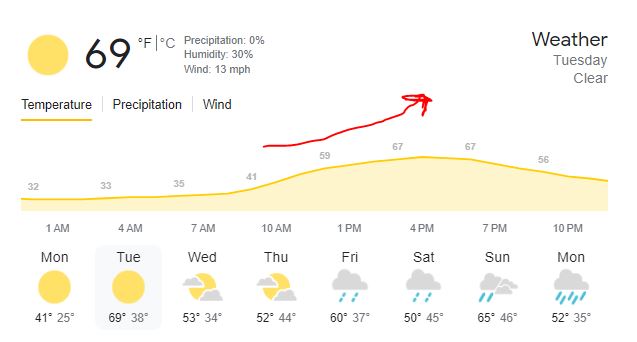 69 °F | °C
Precipitation: 0%
Humidity: 30%
Wind: 13 mph
Weather
Tuesday
Clear
Temperature | Precipitation | Wind
32 33 35 41 59 67 67 56
1 AM 4 AM 7 AM 10 AM 1 PM 4 PM 7 PM 10 PM
Mon Tue Wed Thu Fri Sat Sun Mon
41° 25° 69° 38° 53° 34° 52° 44° 60° 37° 50° 45° 65° 46° 52° 35°